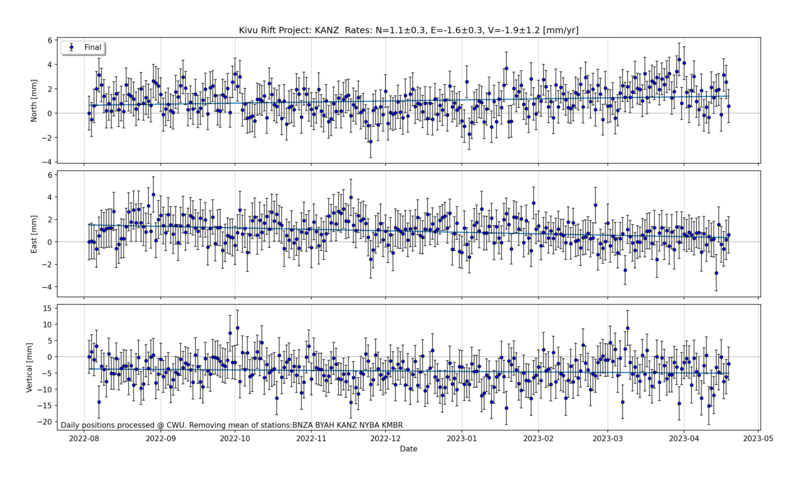 Kivu Rift Project: KANZ  Rates: N=1.1±0.3, E=-1.6±0.3, V=-1.9±1.2 [mm/yr]
Final
North [mm]
6
4
2
0
−2
−4
East [mm]
6
4
2
0
−2
−4
Vertical [mm]
15
10
5
0
−5
−10
−15
−20
Daily positions processed @ CWU. Removing mean of stations:BNZA BYAH KANZ NYBA KMBR
2022-08 2022-09 2022-10 2022-11 2022-12 2023-01 2023-02 2023-03 2023-04 2023-05
Date